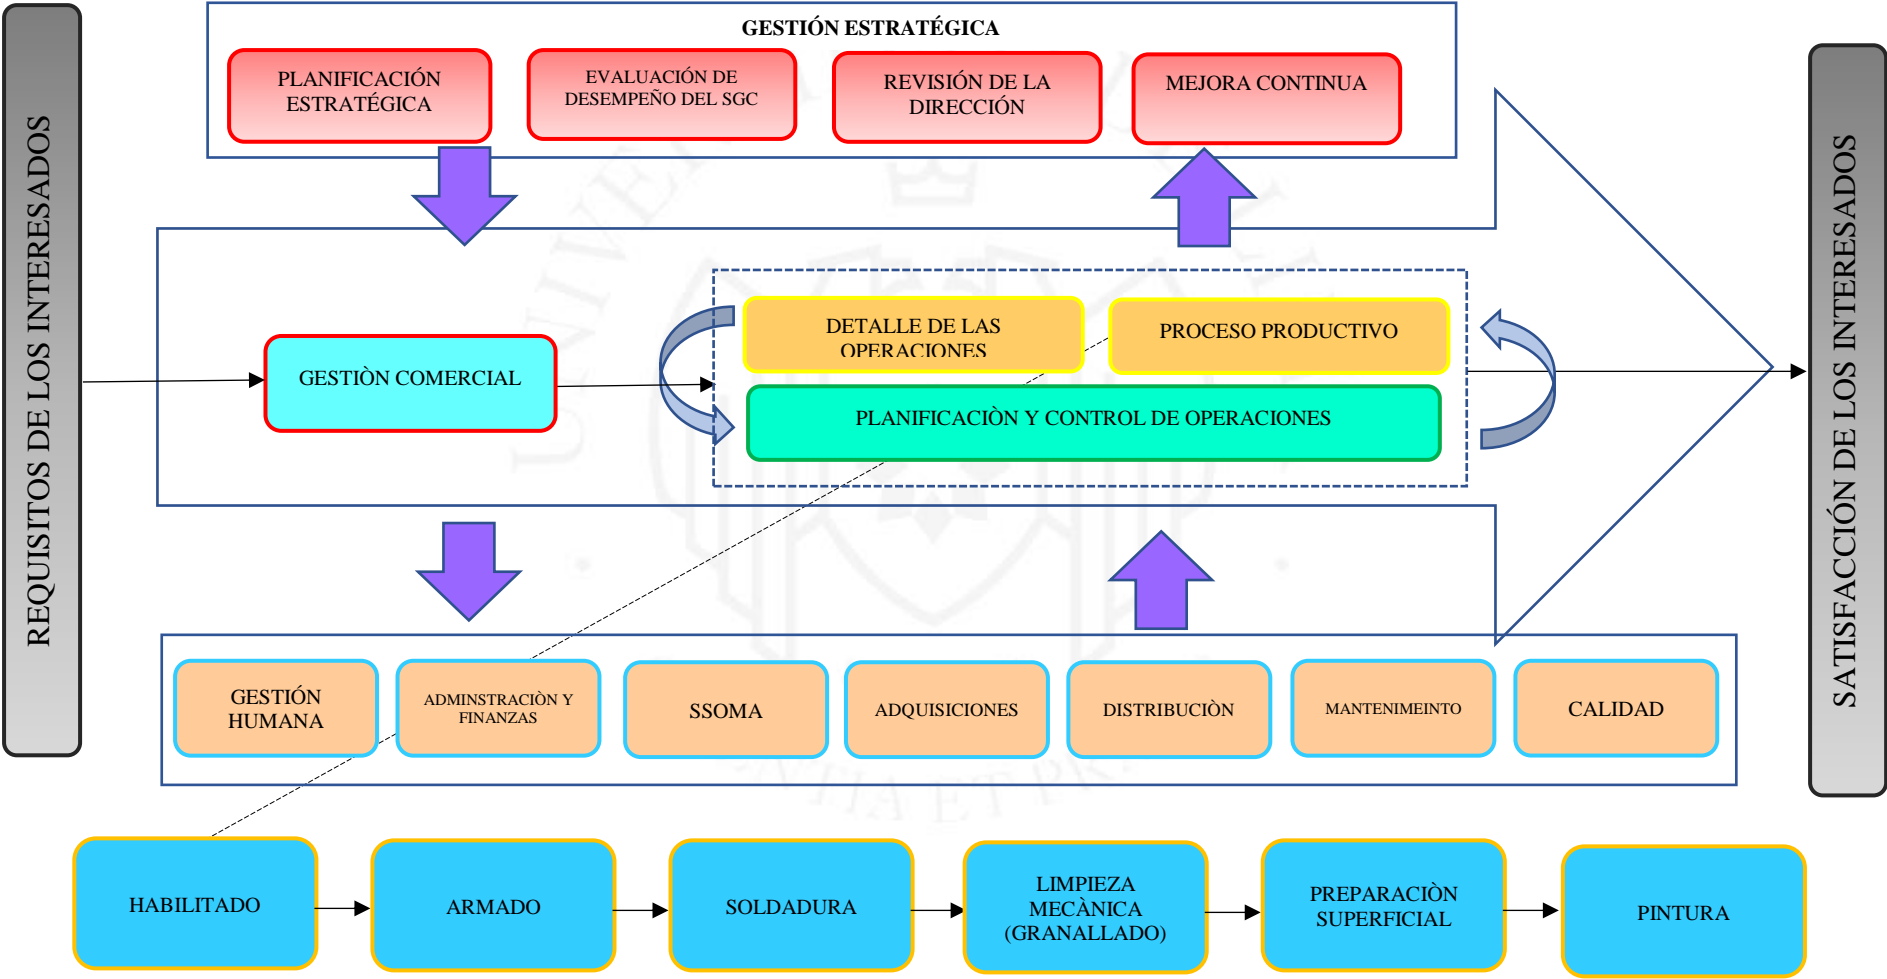 REQUISITOS DE LOS INTERESADOS
GESTIÓN ESTRATÉGICA
PLANIFICACIÓN
ESTRATÉGICA
EVALUACIÓN DE
DESEMPEÑO DEL SGC
REVISIÓN DE LA
DIRECCIÓN
MEJORA CONTINUA
GESTIÒN COMERCIAL
DETALLE DE LAS
OPERACIONES
PROCESO PRODUCTIVO
PLANIFICACIÒN Y CONTROL DE OPERACIONES
SATISFACCIÓN DE LOS INTERESADOS
GESTIÓN
HUMANA
ADMINSTRACIÒN Y
FINANZAS
SSOMA
ADQUISICIONES
DISTRIBUCIÒN
MANTENIMEINTO
CALIDAD
HABILITADO
ARMADO
SOLDADURA
LIMPIEZA
MECÀNICA
(GRANALLADO)
PREPARACIÒN
SUPERFICIAL
PINTURA